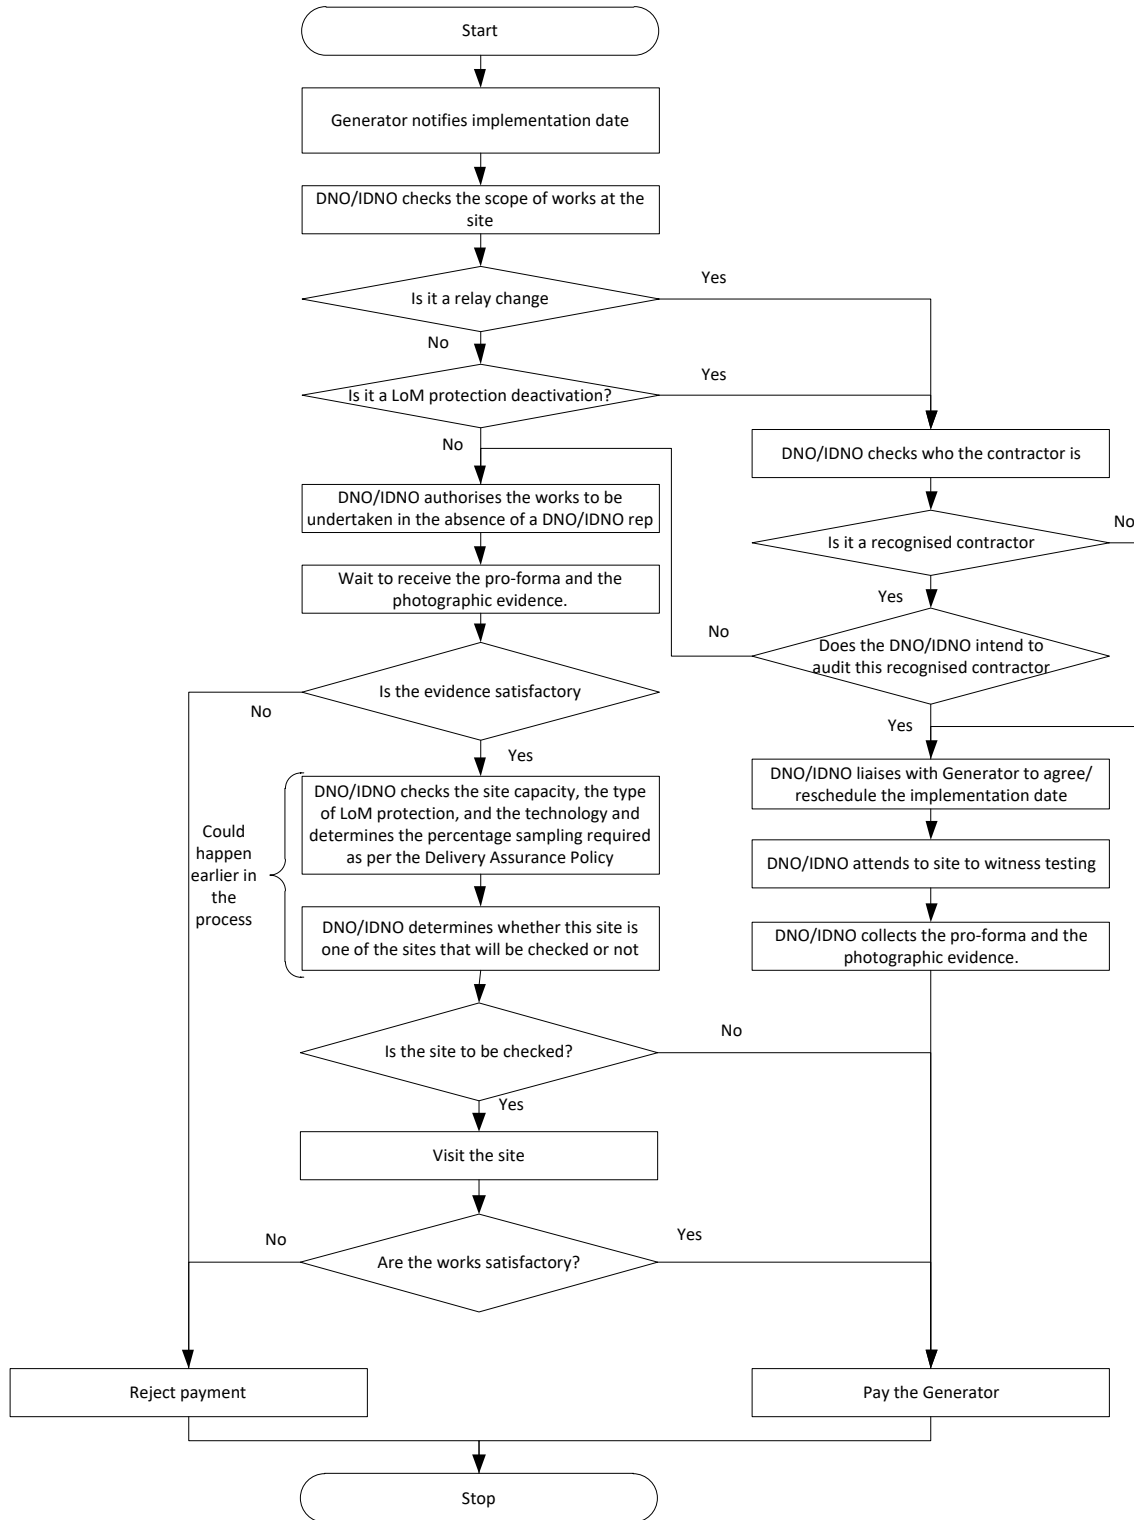 Start
Generator notifies implementation date
DNO/IDNO checks the scope of works at the
site
Is it a relay change
Yes
No
Is it a LoM protection deactivation?
Yes
No
DNO/IDNO checks who the contractor is
DNO/IDNO authorises the works to be
undertaken in the absence of a DNO/IDNO rep
Is it a recognised contractor
No
Yes
Wait to receive the pro-forma and the
photographic evidence.
No
Does the DNO/IDNO intend to
audit this recognised contractor
Is the evidence satisfactory
No
Yes
Yes
DNO/IDNO liaises with Generator to agree/
reschedule the implementation date
DNO/IDNO checks the site capacity, the type
of LoM protection, and the technology and
determines the percentage sampling required
as per the Delivery Assurance Policy
Could
happen
earlier in
the
process
DNO/IDNO attends to site to witness testing
DNO/IDNO determines whether this site is
one of the sites that will be checked or not
DNO/IDNO collects the pro-forma and the
photographic evidence.
Is the site to be checked?
No
Yes
Visit the site
Are the works satisfactory?
No
Yes
Reject payment
Pay the Generator
Stop